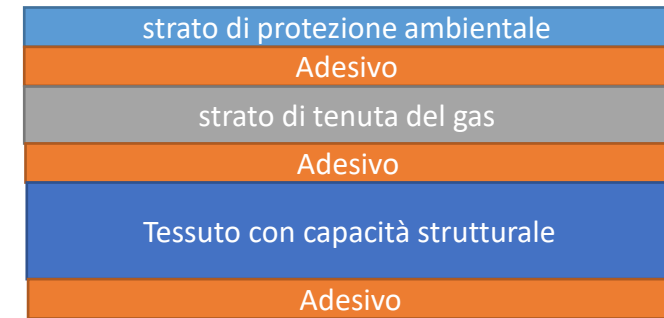 strato di protezione ambientale
Adesivo
strato di tenuta del gas
Adesivo
Tessuto con capacità strutturale
Adesivo